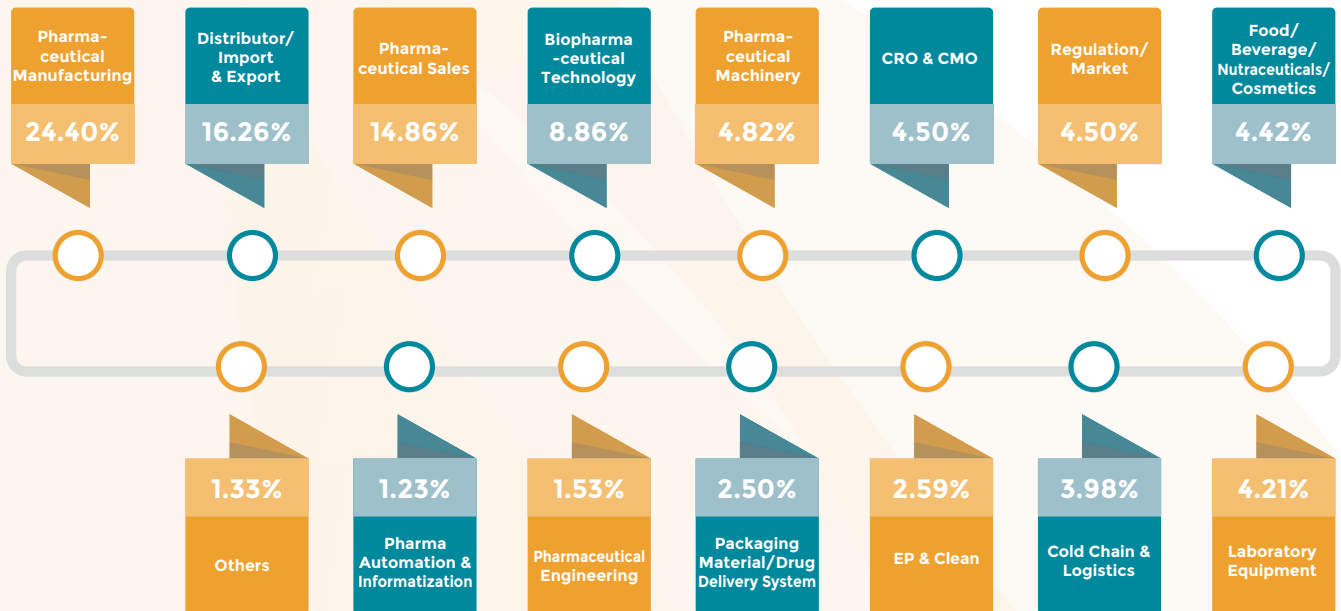 Pharma-
ceutical
Manufacturing
24.40%
Distributor/
Import
& Export
16.26%
Pharma-
ceutical Sales
14.86%
Biopharma
-ceutical
Technology
8.86%
Pharma-
ceutical
Machinery
4.82%
CRO & CMO
4.50%
Regulation/
Market
4.50%
Food/
Beverage/
Nutraceuticals/
Cosmetics
4.42%
1.33%
Others
1.23%
Pharma
Automation &
Informatization
1.53%
Pharmaceutical
Engineering
2.50%
Packaging
Material/Drug
Delivery System
2.59%
EP & Clean
3.98%
Cold Chain &
Logistics
4.21%
Laboratory
Equipment